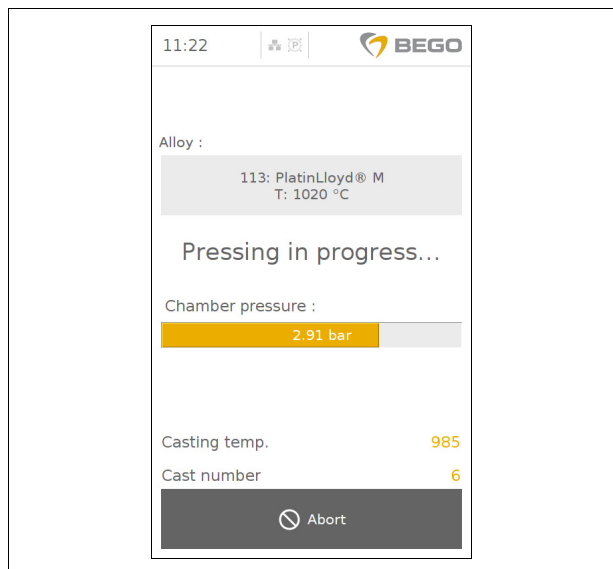 11:22
P
BEGO
Alloy :
113: PlatinLloyd® M
T: 1020 °C
Pressing in progress...
Chamber pressure :
2.91 bar
Casting temp.
985
Cast number
6
Abort